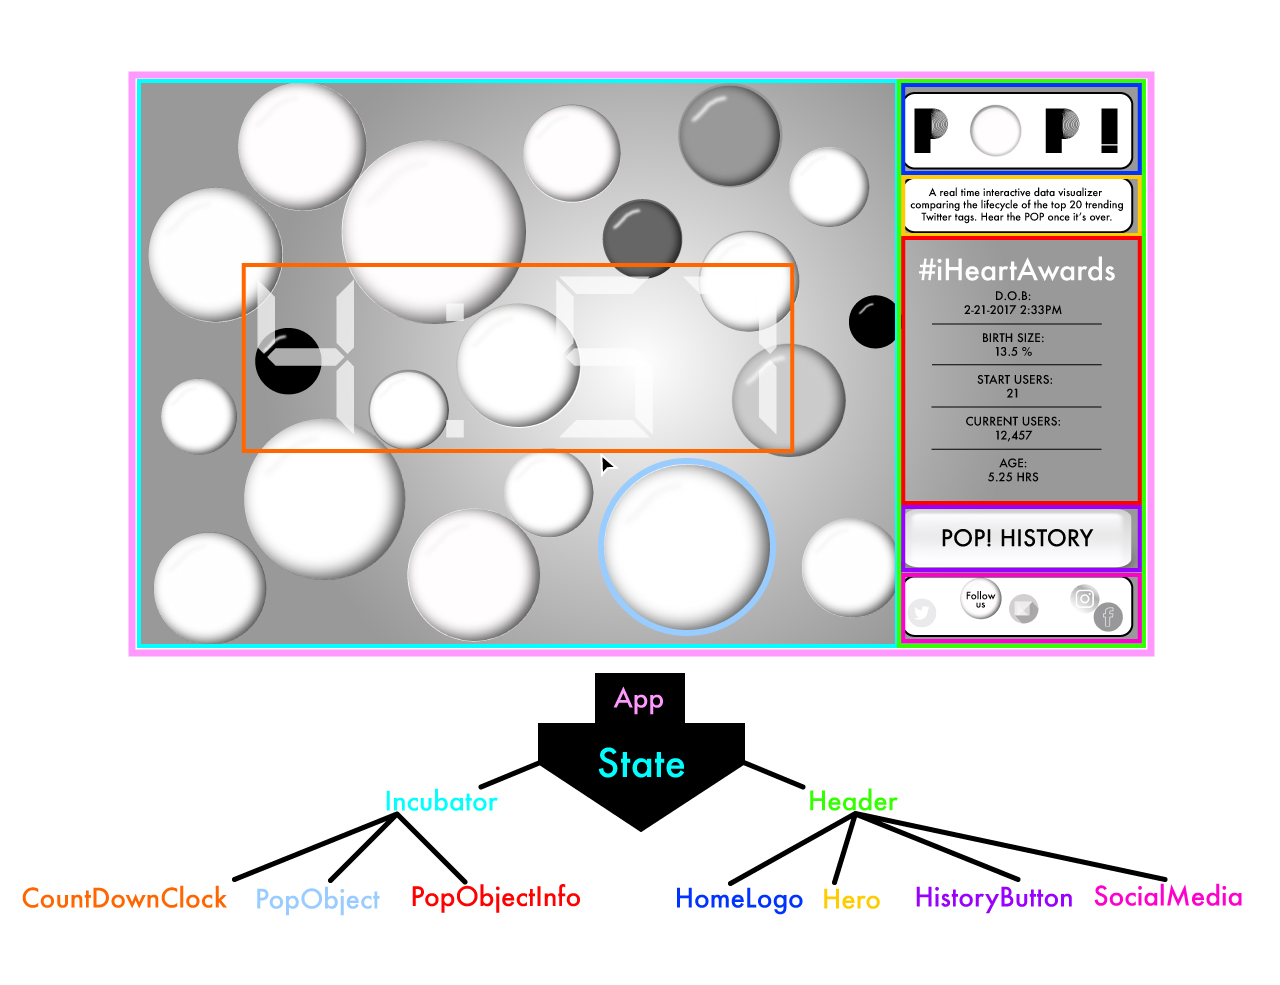 P O P !
A real time interactive data visualizer
comparing the lifecycle of the top 20 trending
Twitter tags. Hear the POP once it's over.
4:57
#iHeartAwards
D.O.B:
2-21-2017 2:33PM
BIRTH SIZE:
13.5 %
START USERS:
21
CURRENT USERS:
12,457
AGE:
5.25 HRS
POP! HISTORY
Follow
us
App
State
Incubator
Header
CountDownClock
PopObject
PopObjectInfo
HomeLogo
Hero
HistoryButton
SocialMedia